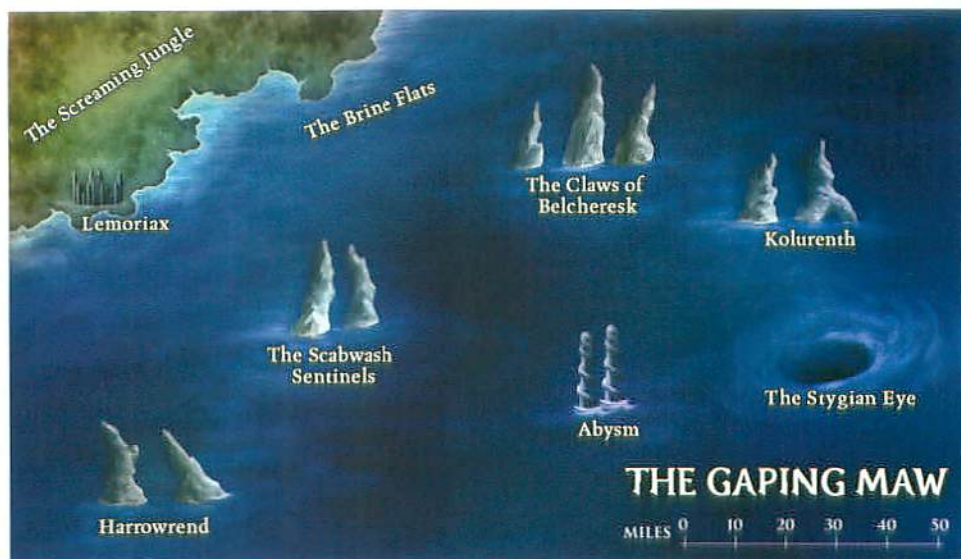 The Screaming Jungle
The Brine Flats
The Claws of
Belcheresk
Lemoriax
Kolurenth
The Scabwash
Sentinels
The Stygian Eye
Abysm
THE GAPING MAW
Harrowrend
MILES 0 10 20 30 40 50